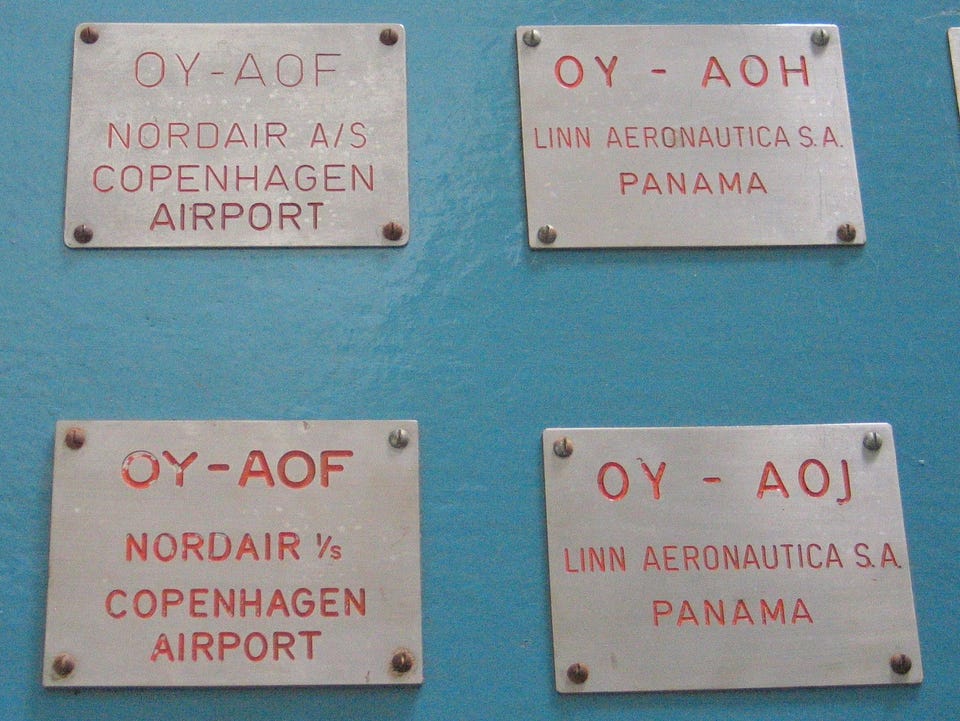 OY-AOF
NORDAIR A/S
COPENHAGEN
AIRPORT
OY - AOH
LINN AERONAUTICA S.A.
PANAMA
OY-AOF
NORDAIR 1/s
COPENHAGEN
AIRPORT
OY - AOJ
LINN AERONAUTICA S.A.
PANAMA